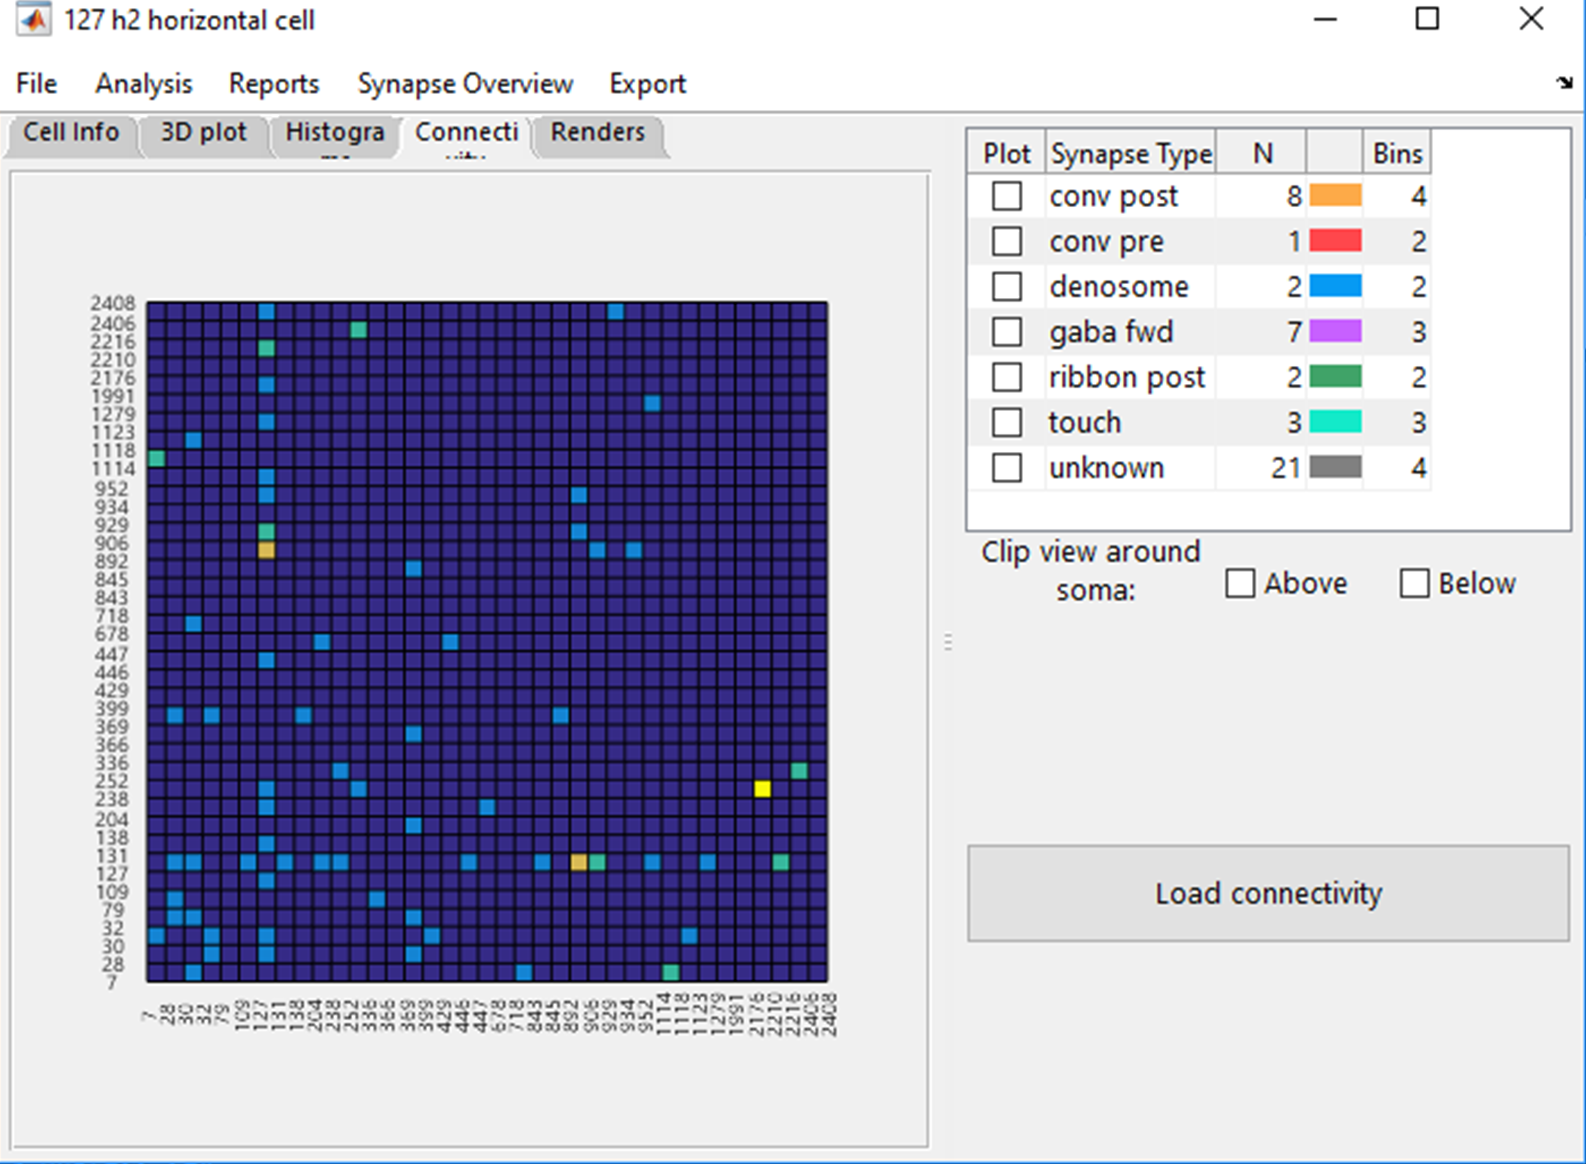 127 h2 horizontal cell
File Analysis Reports Synapse Overview Export
Cell Info 3D plot Histogra Connecti Renders
Plot Synapse Type N Bins
conv post 8 4
conv pre 1 2
denosome 2 2
gaba fwd 7 3
ribbon post 2 2
touch 3 3
unknown 21 4
Clip view around
soma: Above Below
Load connectivity
2408
2406
2216
2210
2176
1991
1279
1123
1118
1114
952
934
929
906
892
845
843
718
678
447
446
429
399
369
366
336
252
238
204
138
131
127
109
79
32
30
28
7
7 28 30 32 79 109 127 131 138 204 238 252 336 366 369 399 429 446 447 678 718 843 845 892 906 929 934 952 1114 1118 1123 1279 1991 2176 2210 2216 2406 2408